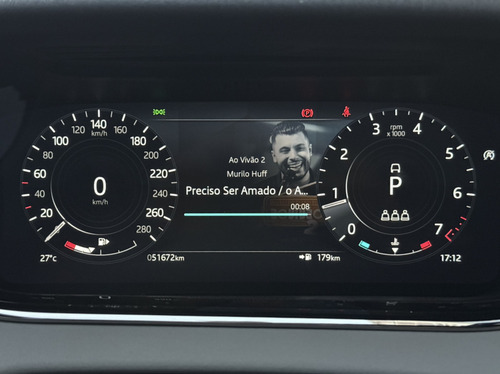 120 140 160
100 km/h 180
80 200
60 220
40 240
20 260
280
0
km/h
27°c
051672km
Ao Vivão 2
Murilo Huff
Preciso Ser Amado / o A...
00:08
179km
3 4
rpm
x1000
2 5
1 6
0 7
P
17:12